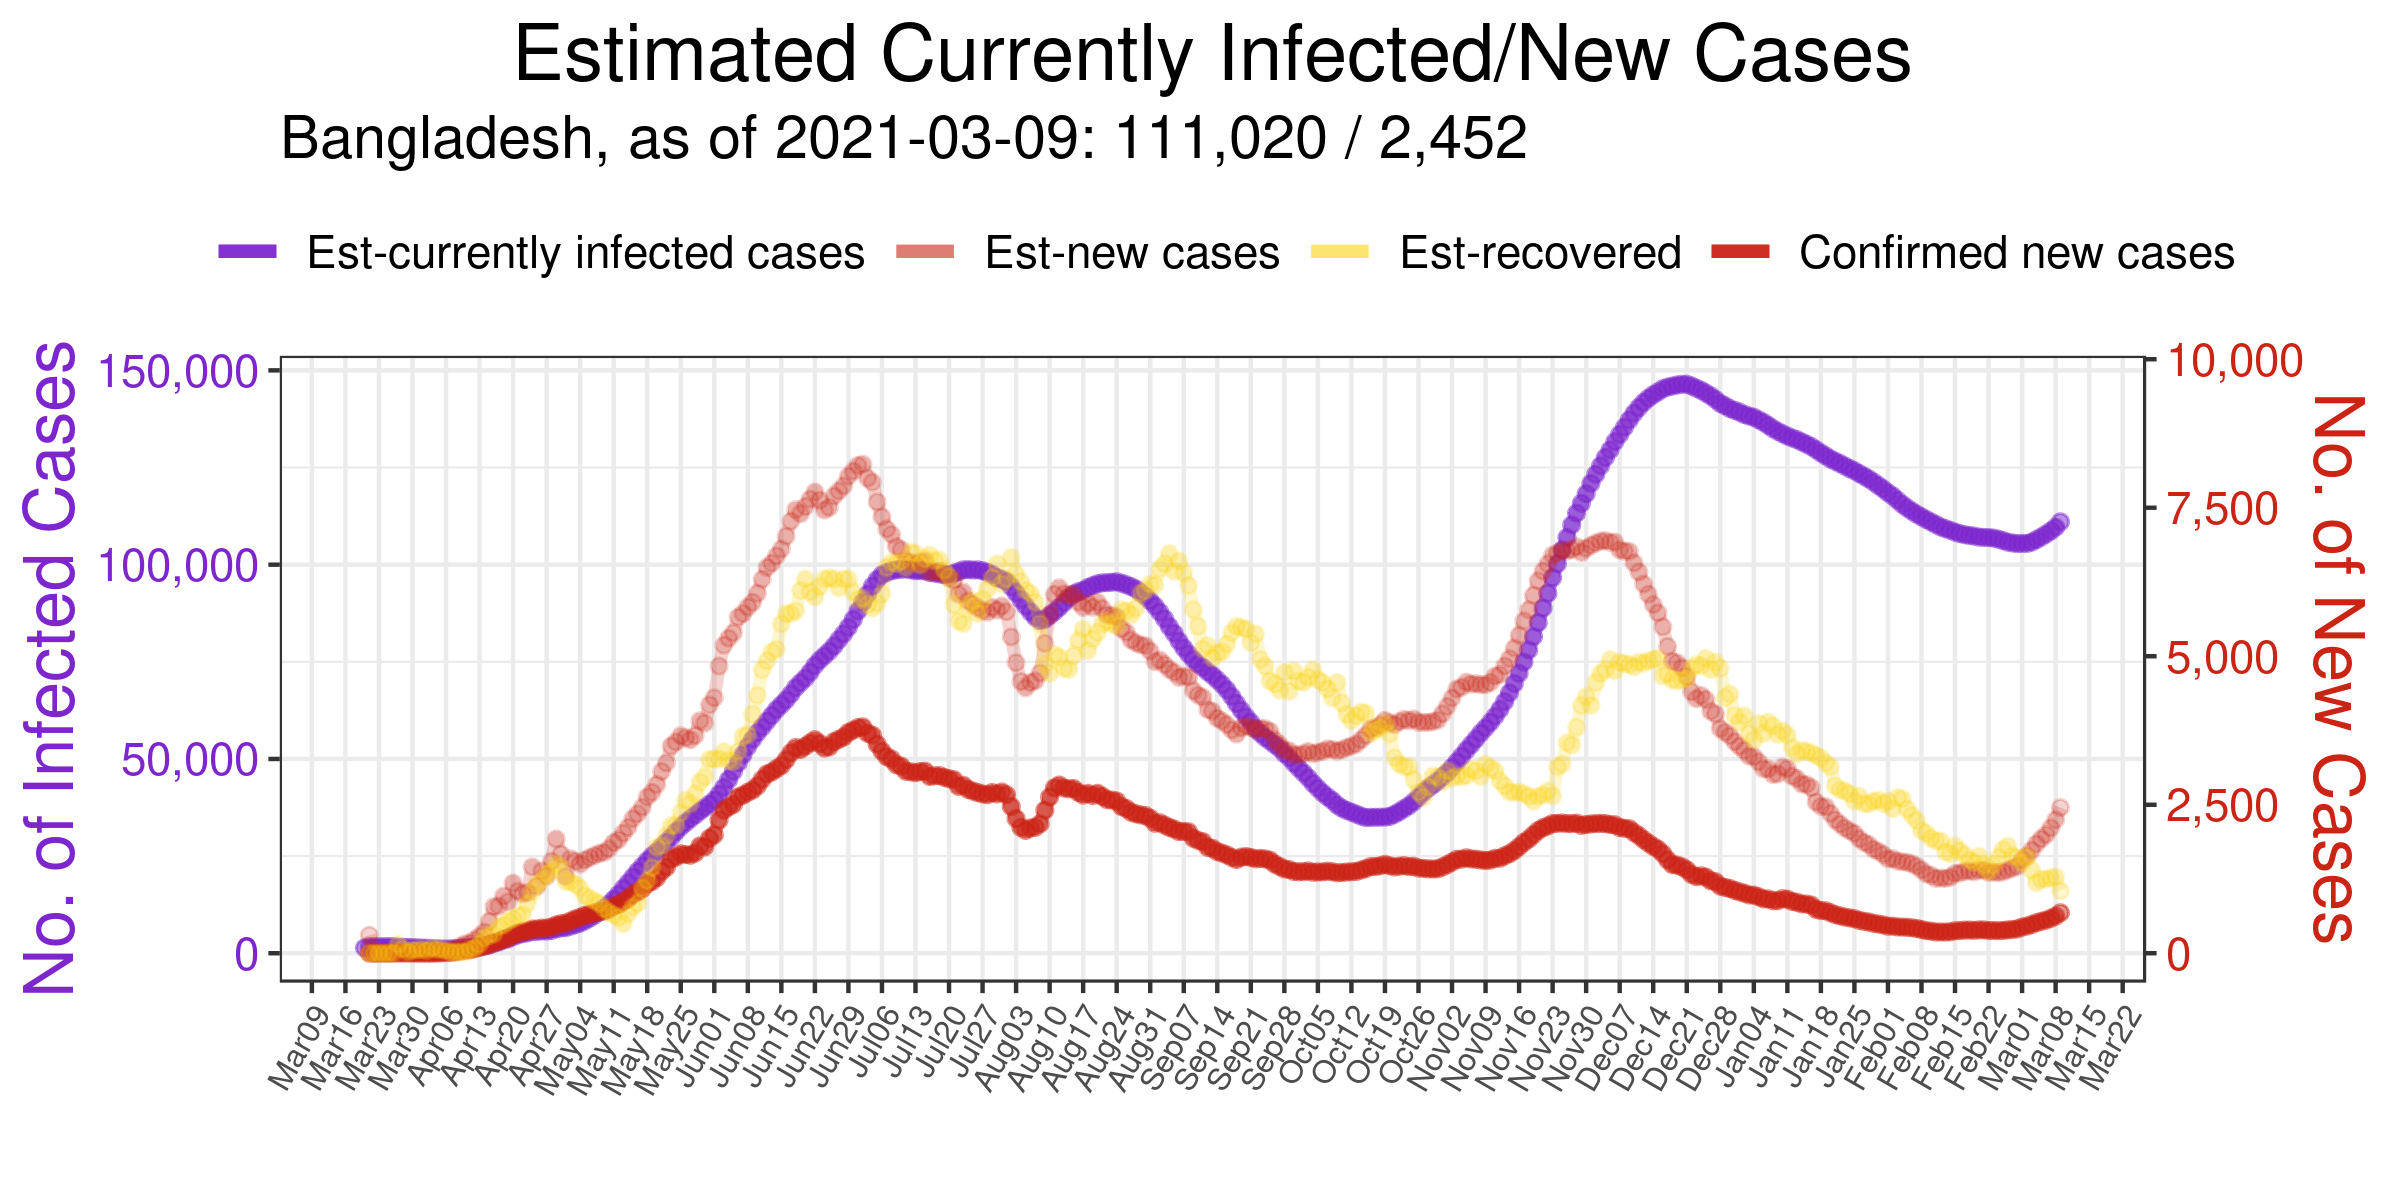 Estimated Currently Infected/New Cases
Bangladesh, as of 2021-03-09: 111,020 / 2,452
Est-currently infected cases Est-new cases Est-recovered Confirmed new cases
No. of Infected Cases
150,000
100,000
50,000
0
10,000
7,500
5,000
2,500
0
No. of New Cases
Mar09 Mar16 Mar23 Mar30 Apr06 Apr13 Apr20 Apr27 May04 May11 May18 May25 Jun01 Jun08 Jun15 Jun22 Jun29 Jul06 Jul13 Jul20 Jul27 Aug03 Aug10 Aug17 Aug24 Aug31 Sep07 Sep14 Sep21 Sep28 Oct05 Oct12 Oct19 Oct26 Nov02 Nov09 Nov16 Nov23 Nov30 Dec07 Dec14 Dec21 Dec28 Jan04 Jan11 Jan18 Jan25 Feb01 Feb08 Feb15 Feb22 Mar01 Mar08 Mar15 Mar22